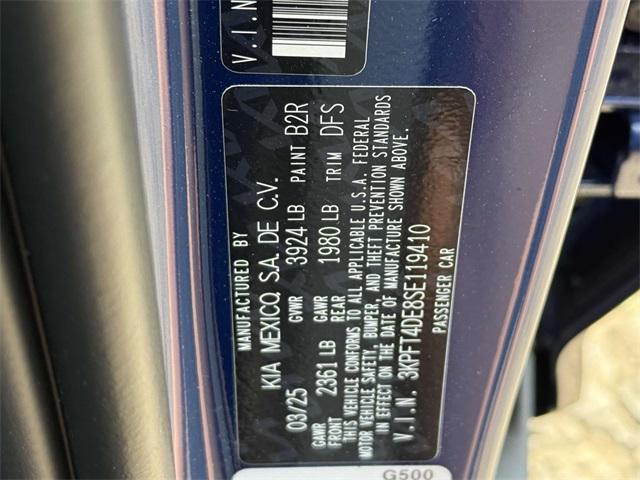 V.I.N
MANUFACTURED BY
KIA MEXICO, S.A. DE C.V.
03/25 GVWR 3924 LB PAINT B2R
GAWR FRONT 2361 LB GAWR REAR 1980 LB TRIM DFS
THIS VEHICLE CONFORMS TO ALL APPLICABLE U.S.A. FEDERAL
MOTOR VEHICLE SAFETY, BUMPER, AND THEFT PREVENTION STANDARDS
IN EFFECT ON THE DATE OF MANUFACTURE SHOWN ABOVE.
V.I.N. 3KPFT4DE8SE119410
PASSENGER CAR
G500